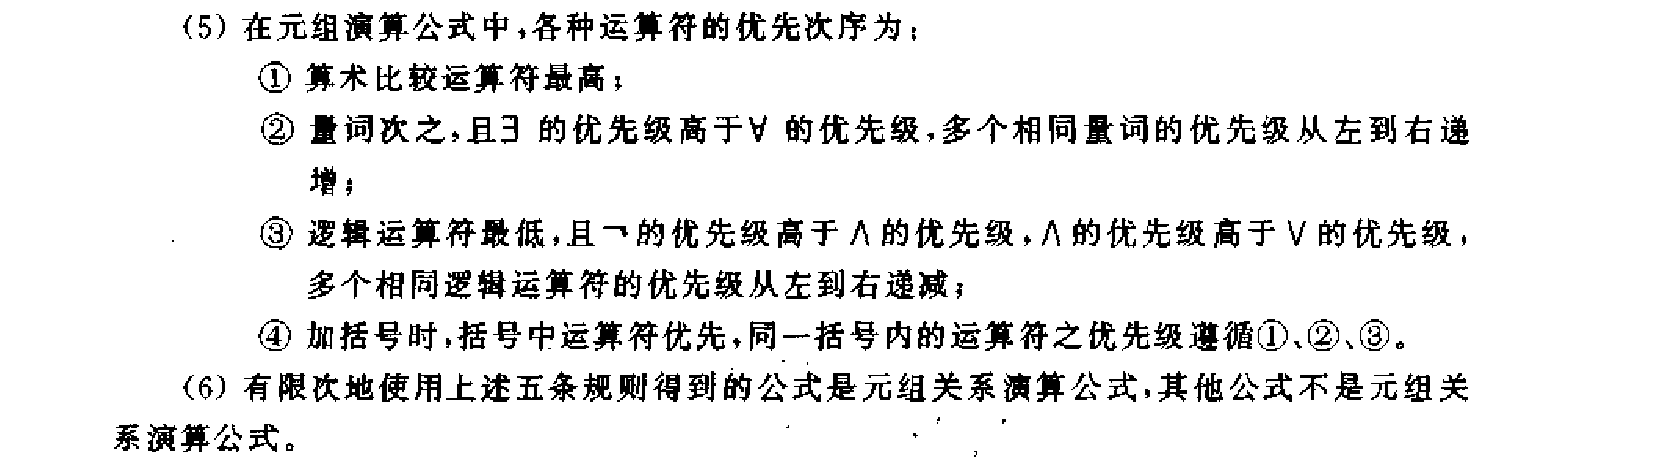 (5) 在元组演算公式中,各种运算符的优先次序为:
① 算术比较运算符最高;
② 量词次之,且∃ 的优先级高于∀ 的优先级,多个相同量词的优先级从左到右递
增;
③ 逻辑运算符最低,且¬的优先级高于∧的优先级,∧的优先级高于∨的优先级,
多个相同逻辑运算符的优先级从左到右递减;
④ 加括号时,括号中运算符优先,同一括号内的运算符之优先级遵循①、②、③。
(6) 有限次地使用上述五条规则得到的公式是元组关系演算公式,其他公式不是元组关
系演算公式。